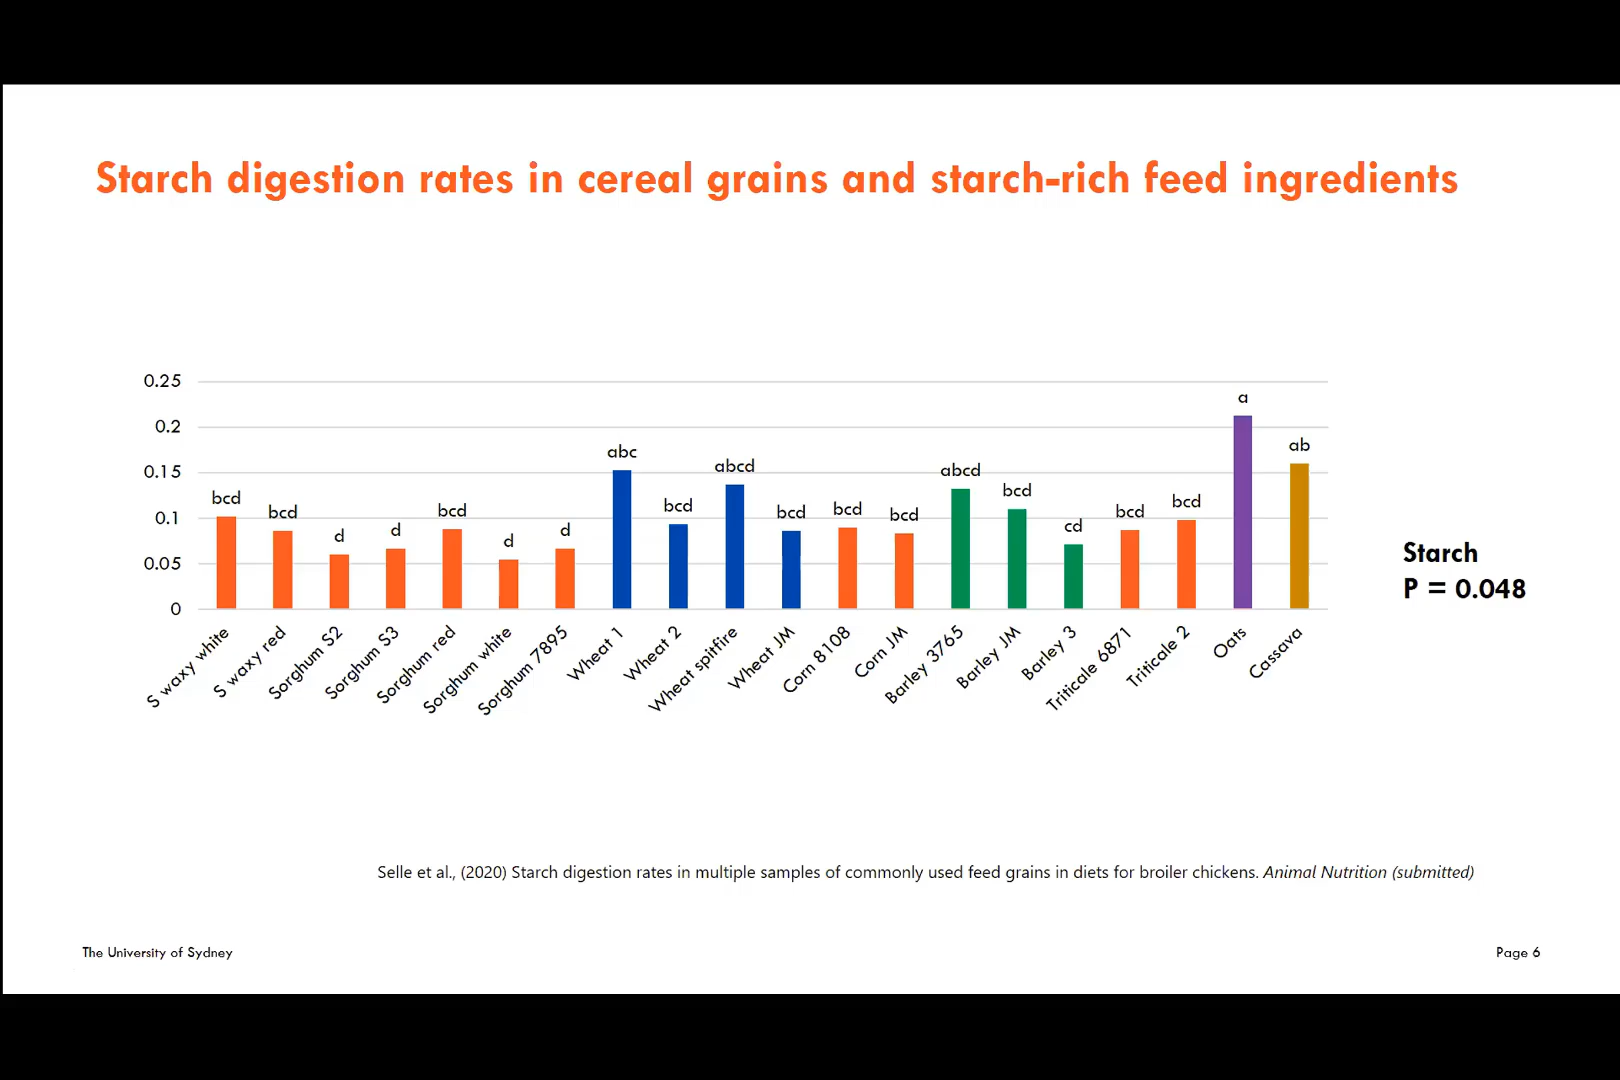 Starch digestion rates in cereal grains and starch-rich feed ingredients
0.25
0.2
0.15
0.1
0.05
0
bcd
bcd
d
d
bcd
d
d
abc
bcd
abcd
bcd
bcd
bcd
abcd
bcd
cd
bcd
bcd
a
ab
S waxy white
S waxy red
Sorghum S2
Sorghum S3
Sorghum red
Sorghum white
Sorghum 7895
Wheat 1
Wheat 2
Wheat spitfire
Wheat JM
Corn 8108
Corn JM
Barley 3765
Barley JM
Barley 3
Triticale 6871
Triticale 2
Oats
Cassava
Starch
P = 0.048
Selle et al., (2020) Starch digestion rates in multiple samples of commonly used feed grains in diets for broiler chickens. Animal Nutrition (submitted)
The University of Sydney
Page 6